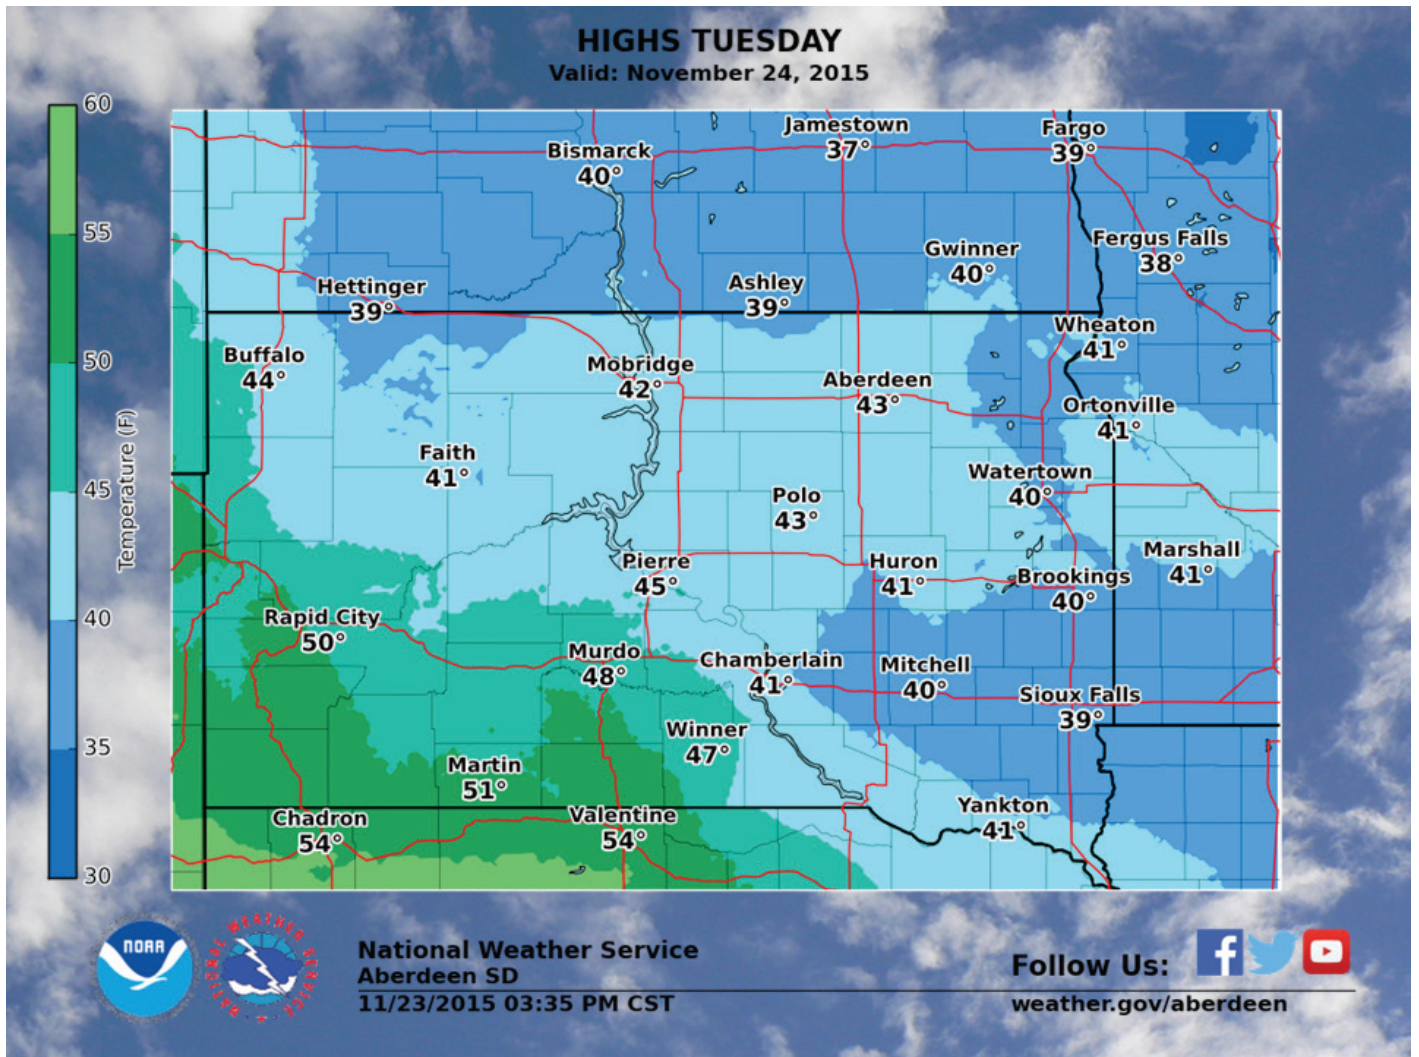 HIGHS TUESDAY
Valid: November 24, 2015
60
55
50
45
40
35
30
Temperature (F)
Jamestown
37°
Fargo
39°
Bismarck
40°
Fergus Falls
38°
Gwinner
40°
Ashley
39°
Hettinger
39°
Wheaton
41°
Buffalo
44°
Mobridge
42°
Aberdeen
43°
Ortonville
41°
Faith
41°
Watertown
40°
Polo
43°
Marshall
41°
Pierre
45°
Huron
41°
Brookings
40°
Rapid City
50°
Murdo
48°
Chamberlain
41°
Mitchell
40°
Sioux Falls
39°
Winner
47°
Martin
51°
Yankton
41°
Chadron
54°
Valentine
54°
NOAA
NATIONAL WEATHER SERVICE
National Weather Service
Aberdeen SD
11/23/2015 03:35 PM CST
Follow Us:
weather.gov/aberdeen